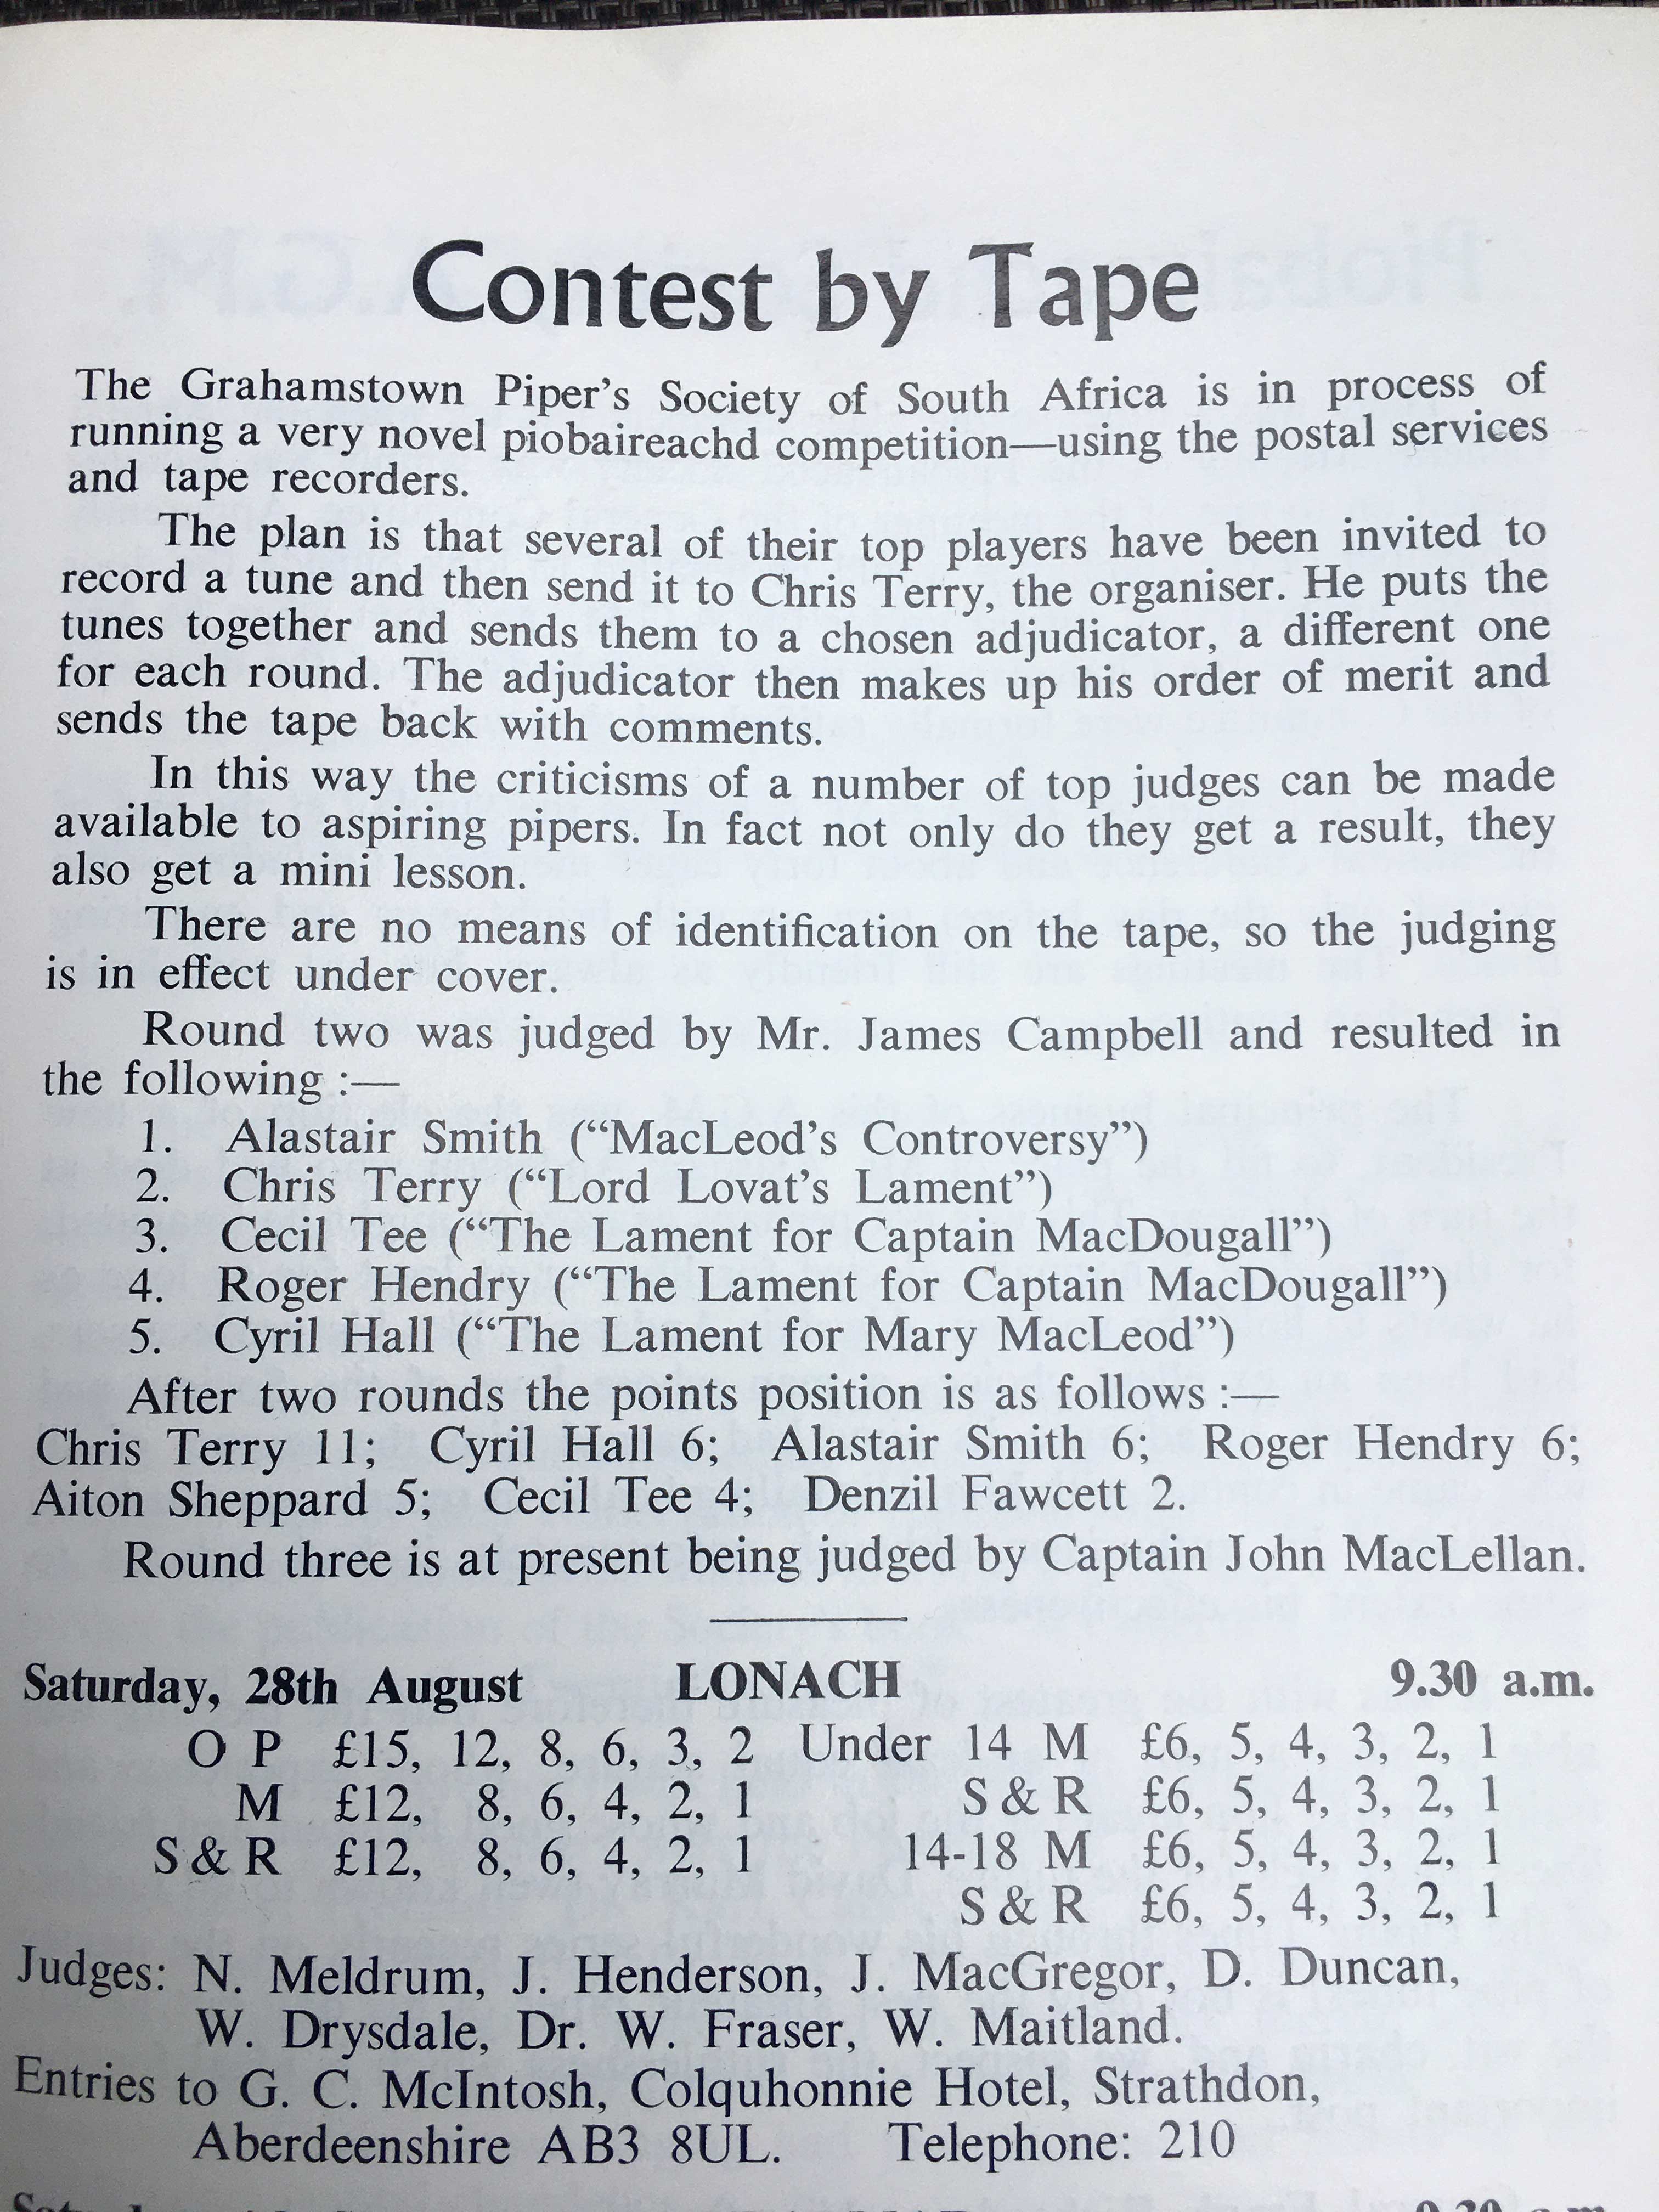 Contest by Tape
The Grahamstown Piper's Society of South Africa is in process of
running a very novel piobaireachd competition—using the postal services
and tape recorders.
The plan is that several of their top players have been invited to
record a tune and then send it to Chris Terry, the organiser. He puts the
tunes together and sends them to a chosen adjudicator, a different one
for each round. The adjudicator then makes up his order of merit and
sends the tape back with comments.
In this way the criticisms of a number of top judges can be made
available to aspiring pipers. In fact not only do they get a result, they
also get a mini lesson.
There are no means of identification on the tape, so the judging
is in effect under cover.
Round two was judged by Mr. James Campbell and resulted in
the following :—
1. Alastair Smith (“MacLeod's Controversy”)
2. Chris Terry (“Lord Lovat's Lament”)
3. Cecil Tee (“The Lament for Captain MacDougall”)
4. Roger Hendry (“The Lament for Captain MacDougall”)
5. Cyril Hall (“The Lament for Mary MacLeod”)
After two rounds the points position is as follows :—
Chris Terry 11; Cyril Hall 6; Alastair Smith 6; Roger Hendry 6;
Aiton Sheppard 5; Cecil Tee 4; Denzil Fawcett 2.
Round three is at present being judged by Captain John MacLellan.
Saturday, 28th August LONACH 9.30 a.m.
O P £15, 12, 8, 6, 3, 2 Under 14 M £6, 5, 4, 3, 2, 1
M £12, 8, 6, 4, 2, 1 S & R £6, 5, 4, 3, 2, 1
S & R £12, 8, 6, 4, 2, 1 14-18 M £6, 5, 4, 3, 2, 1
S & R £6, 5, 4, 3, 2, 1
Judges: N. Meldrum, J. Henderson, J. MacGregor, D. Duncan,
W. Drysdale, Dr. W. Fraser, W. Maitland.
Entries to G. C. McIntosh, Colquhonnie Hotel, Strathdon,
Aberdeenshire AB3 8UL. Telephone: 210